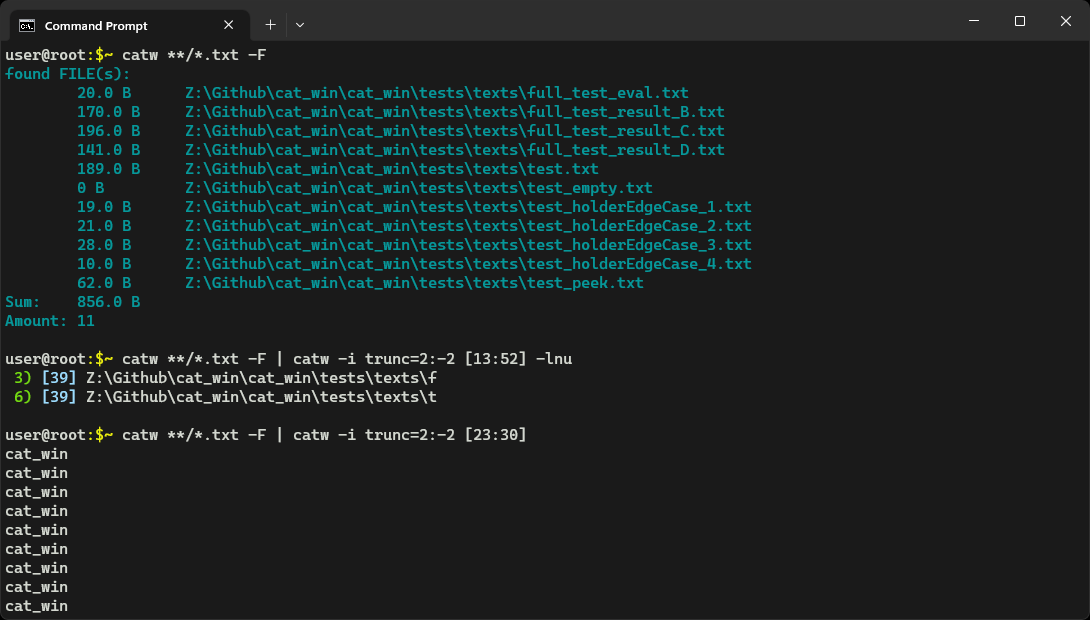 Command Prompt
user@root:$~ catw **/*.txt -F
found FILE(s):
        20.0 B      Z:\Github\cat_win\cat_win\tests\texts\full_test_eval.txt
        170.0 B     Z:\Github\cat_win\cat_win\tests\texts\full_test_result_B.txt
        196.0 B     Z:\Github\cat_win\cat_win\tests\texts\full_test_result_C.txt
        141.0 B     Z:\Github\cat_win\cat_win\tests\texts\full_test_result_D.txt
        189.0 B     Z:\Github\cat_win\cat_win\tests\texts\test.txt
        0 B         Z:\Github\cat_win\cat_win\tests\texts\test_empty.txt
        19.0 B      Z:\Github\cat_win\cat_win\tests\texts\test_holderEdgeCase_1.txt
        21.0 B      Z:\Github\cat_win\cat_win\tests\texts\test_holderEdgeCase_2.txt
        28.0 B      Z:\Github\cat_win\cat_win\tests\texts\test_holderEdgeCase_3.txt
        10.0 B      Z:\Github\cat_win\cat_win\tests\texts\test_holderEdgeCase_4.txt
        62.0 B      Z:\Github\cat_win\cat_win\tests\texts\test_peek.txt
Sum:    856.0 B
Amount: 11
user@root:$~ catw **/*.txt -F | catw -i trunc=2:-2 [13:52] -lnu
 3) [39] Z:\Github\cat_win\cat_win\tests\texts\f
 6) [39] Z:\Github\cat_win\cat_win\tests\texts\t
user@root:$~ catw **/*.txt -F | catw -i trunc=2:-2 [23:30]
cat_win
cat_win
cat_win
cat_win
cat_win
cat_win
cat_win
cat_win
cat_win